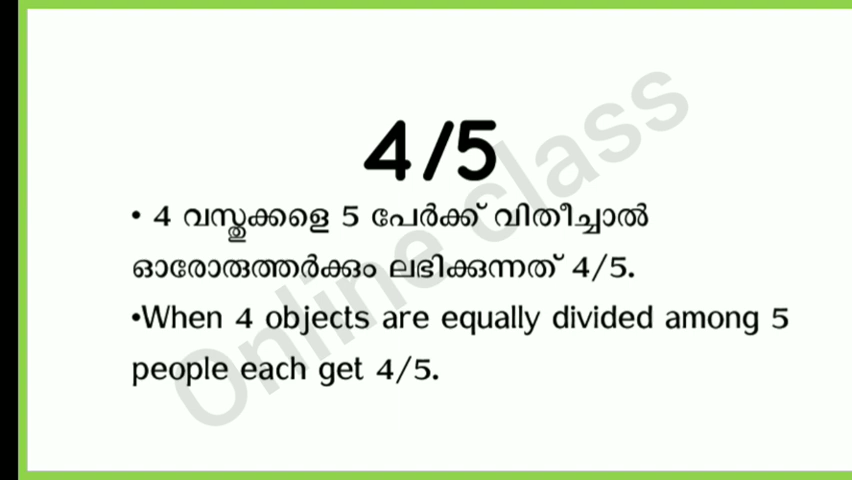 4/5
• 4 വസ്തുക്കളെ 5 പേർക്ക് വിതീച്ചാൽ
ഓരോരുത്തർക്കും ലഭിക്കുന്നത് 4/5.
•When 4 objects are equally divided among 5
people each get 4/5.
Online class